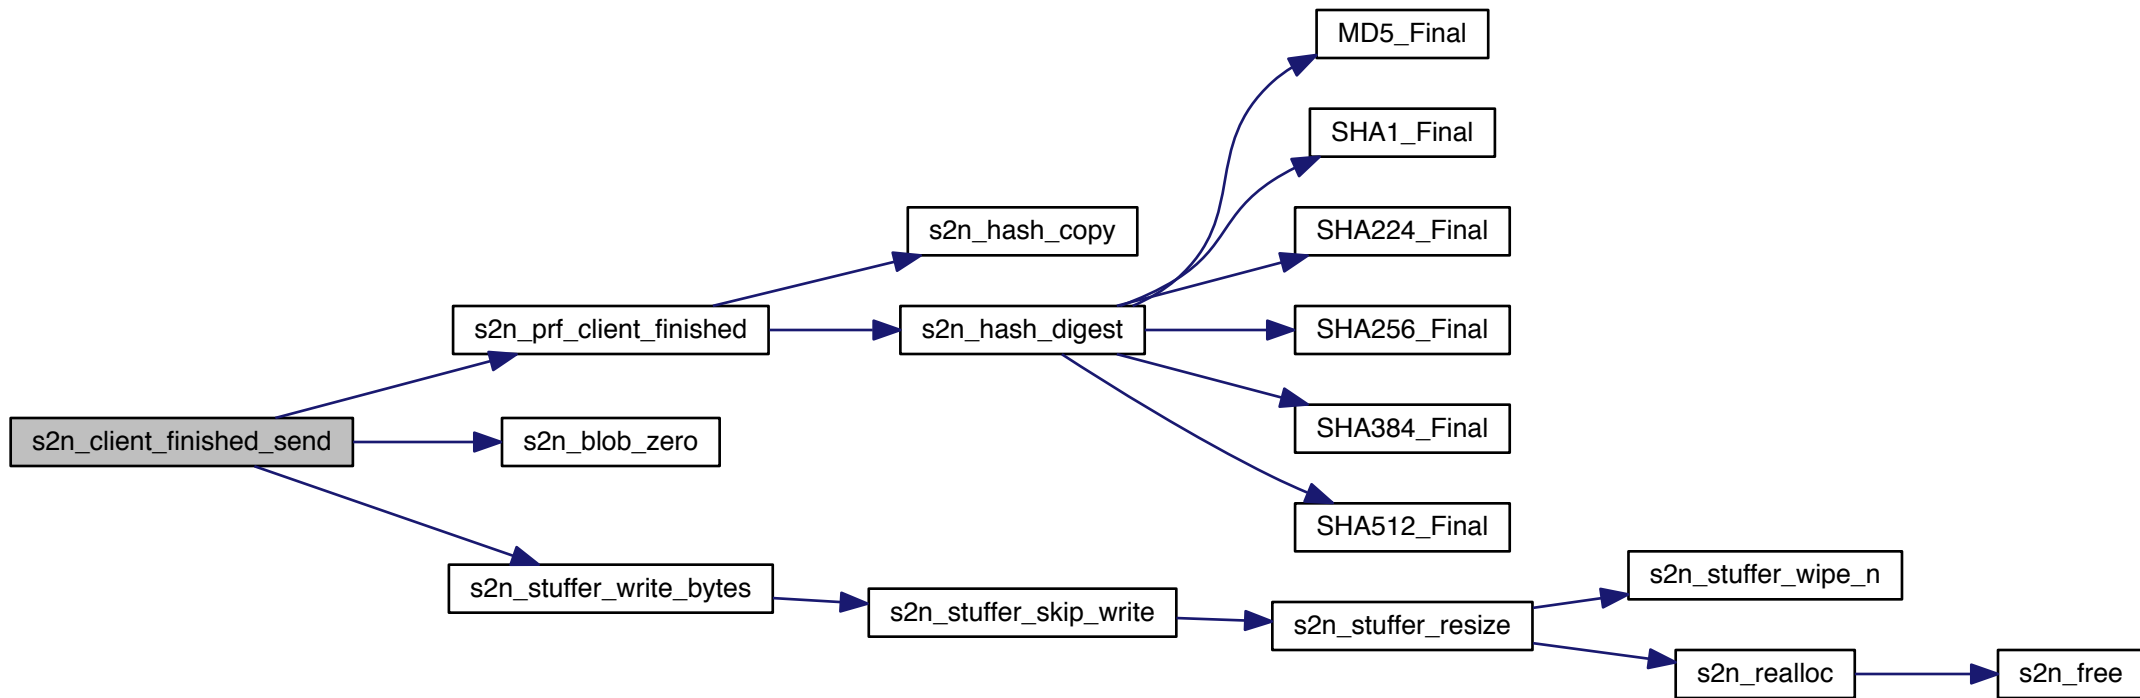 MD5_Final
SHA1_Final
s2n_hash_copy
SHA224_Final
s2n_prf_client_finished
s2n_hash_digest
SHA256_Final
s2n_client_finished_send
s2n_blob_zero
SHA384_Final
SHA512_Final
s2n_stuffer_write_bytes
s2n_stuffer_skip_write
s2n_stuffer_resize
s2n_stuffer_wipe_n
s2n_realloc
s2n_free